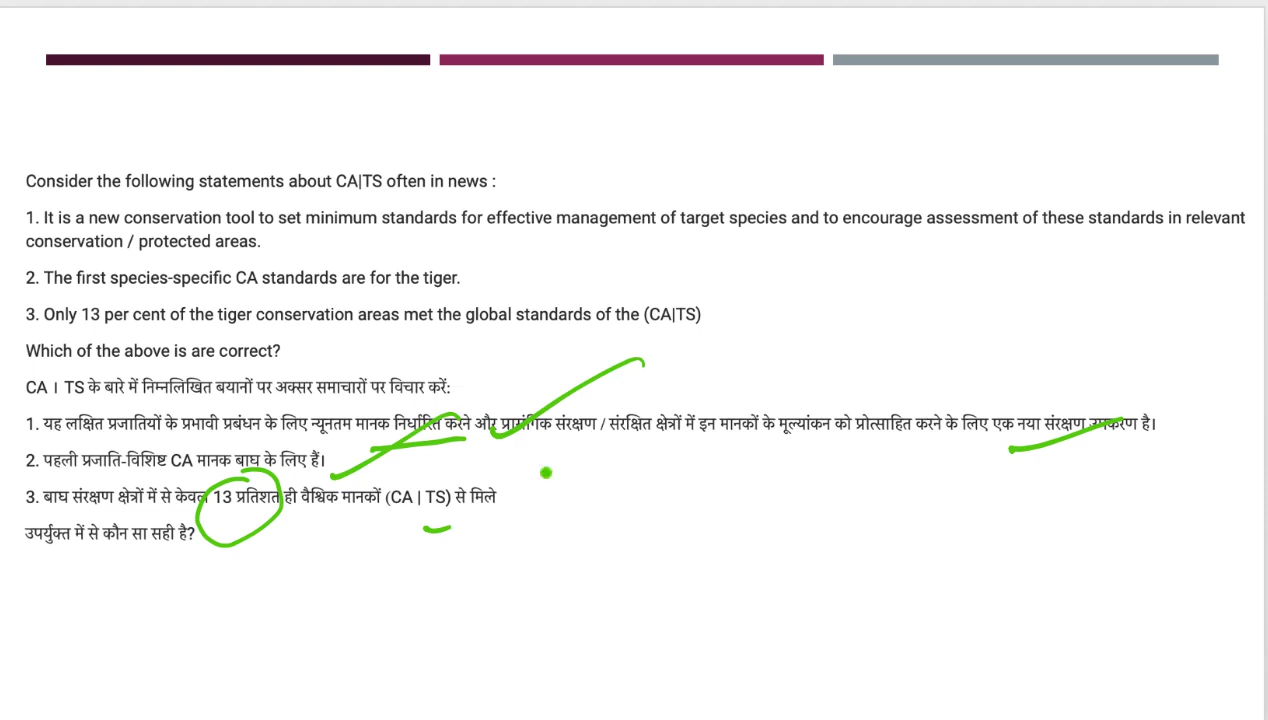 Consider the following statements about CA|TS often in news :
1. It is a new conservation tool to set minimum standards for effective management of target species and to encourage assessment of these standards in relevant
conservation / protected areas.
2. The first species-specific CA standards are for the tiger.
3. Only 13 per cent of the tiger conservation areas met the global standards of the (CA|TS)
Which of the above is are correct?
CA । TS के बारे में निम्नलिखित बयानों पर अक्सर समाचारों पर विचार करें:
1. यह लक्षित प्रजातियों के प्रभावी प्रबंधन के लिए न्यूनतम मानक निर्धारित करने और प्रासंगिक संरक्षण / संरक्षित क्षेत्रों में इन मानकों के मूल्यांकन को प्रोत्साहित करने के लिए एक नया संरक्षण उपकरण है।
2. पहली प्रजाति-विशिष्ट CA मानक बाघ के लिए हैं।
3. बाघ संरक्षण क्षेत्रों में से केवल 13 प्रतिशत ही वैश्विक मानकों (CA | TS) से मिले
उपर्युक्त में से कौन सा सही है?